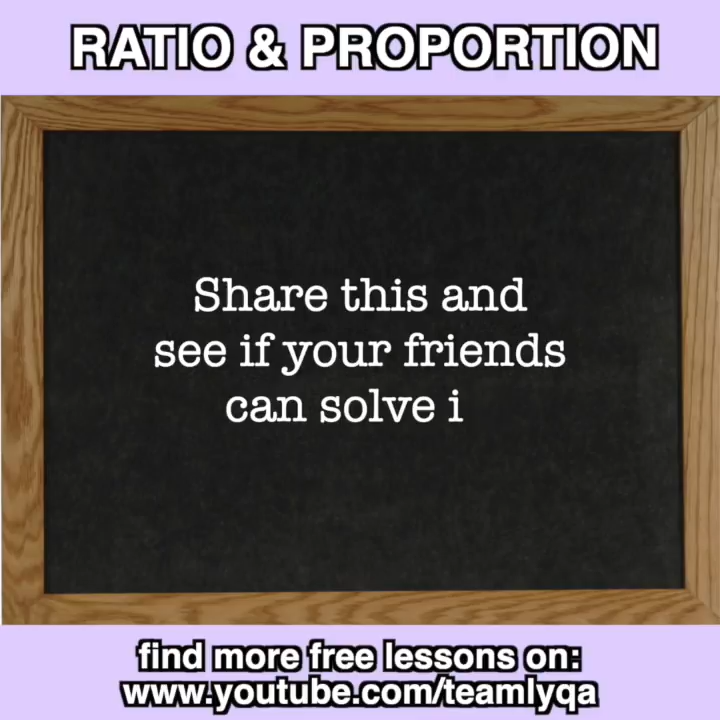 RATIO & PROPORTION
Share this and
see if your friends
can solve i
find more free lessons on:
www.youtube.com/teamlyqa